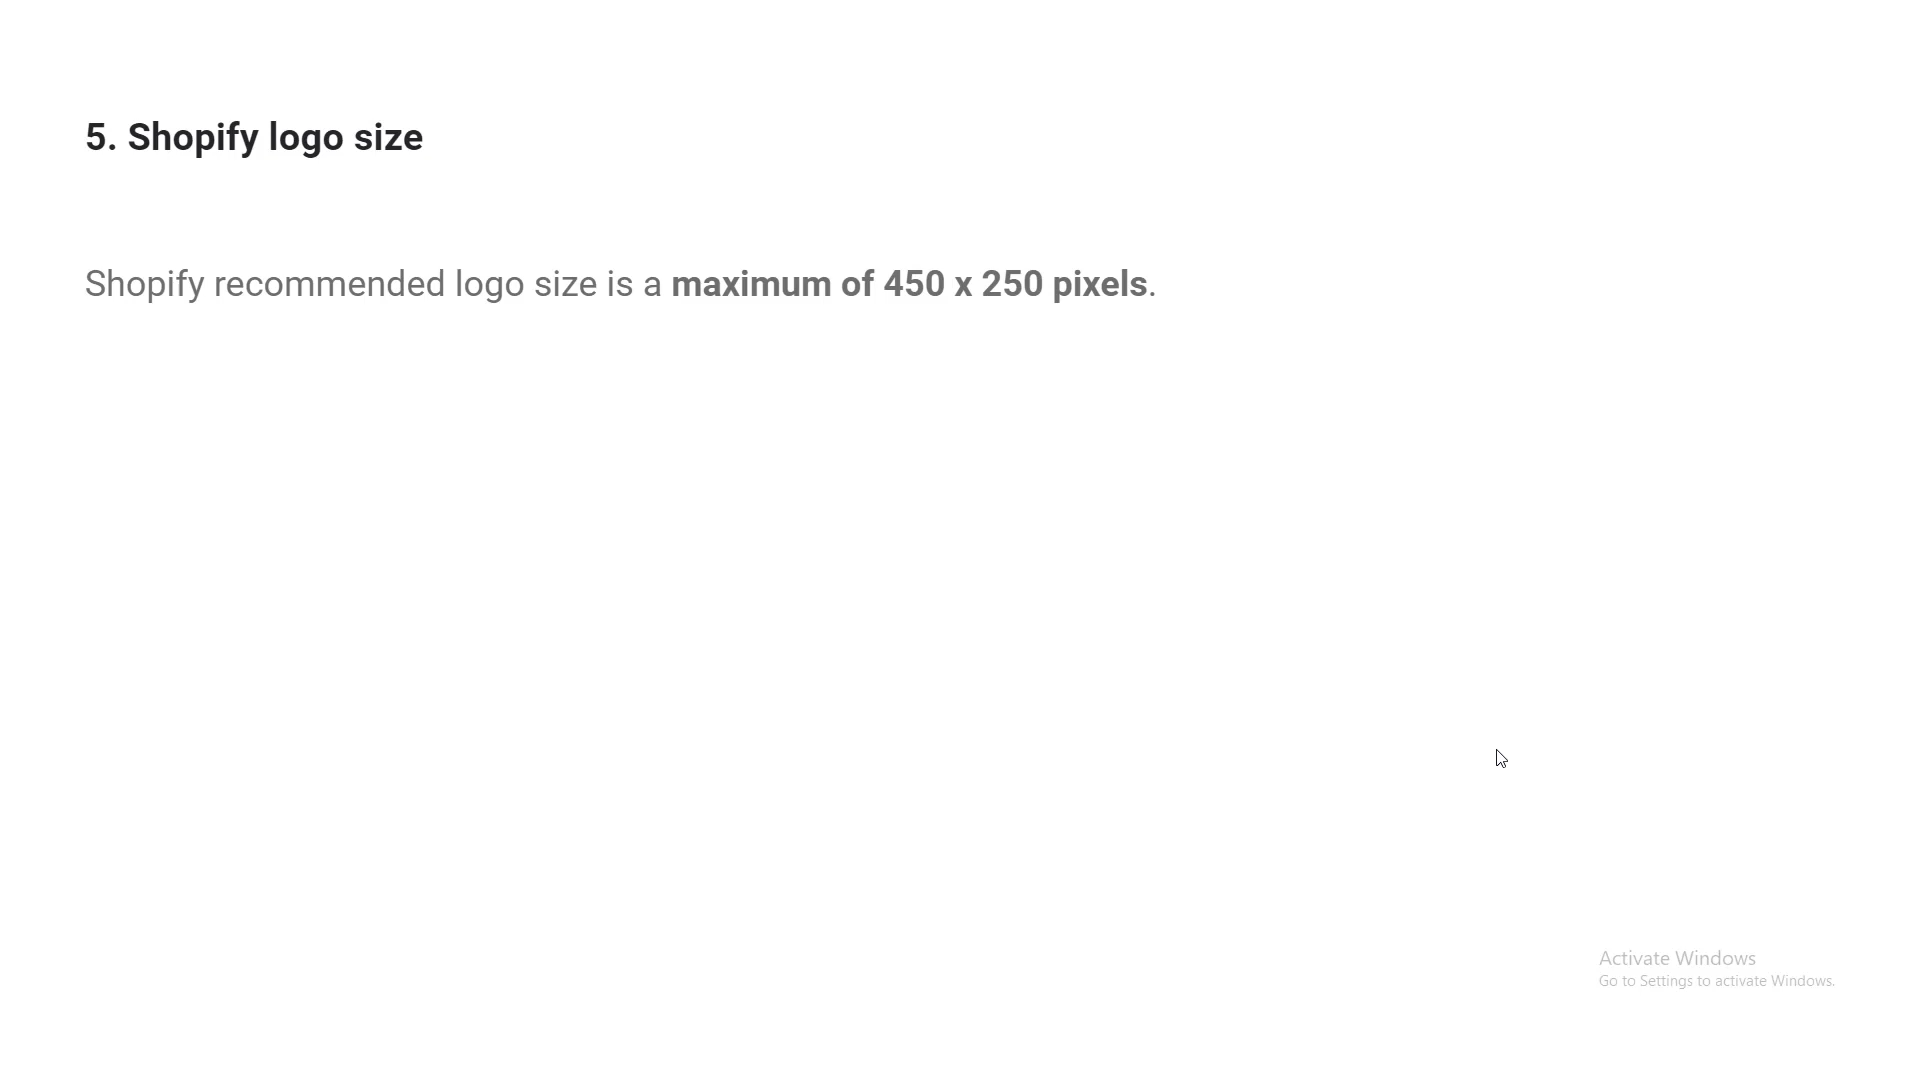 5. Shopify logo size
Shopify recommended logo size is a maximum of 450 x 250 pixels.
Activate Windows
Go to Settings to activate Windows.